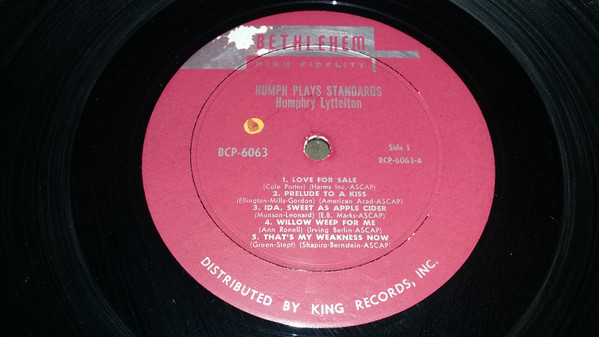 BETHLEHEM
HIGH FIDELITY
HUMPH PLAYS STANDARDS
Humphry Lyttelton
BCP-6063
Side 1
BCP-6063-A
1. LOVE FOR SALE
(Cole Porter) (Harms Inc.-ASCAP)
2. PRELUDE TO A KISS
(Ellington-Mills-Gordon) (American Acad-ASCAP)
3. IDA, SWEET AS APPLE CIDER
(Munson-Leonard) (E.B. Marks-ASCAP)
4. WILLOW WEEP FOR ME
(Ann Ronell) (Irving Berlin-ASCAP)
5. THAT'S MY WEAKNESS NOW
(Green-Stept) (Shapiro-Bernstein-ASCAP)
DISTRIBUTED BY KING RECORDS, INC.